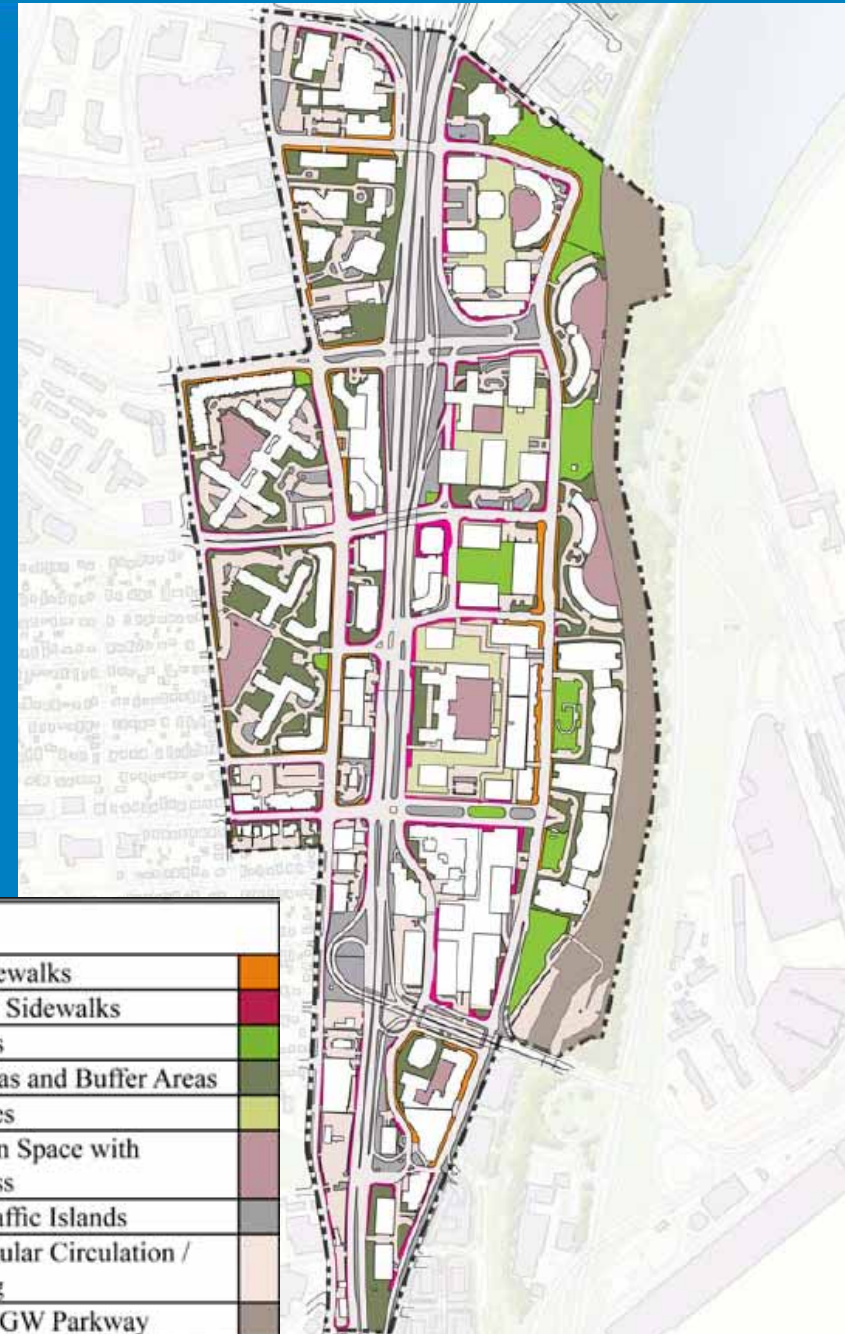 ewalks
Sidewalks
s
as and Buffer Areas
es
n Space with
ss
affic Islands
ular Circulation /
g
GW Parkway